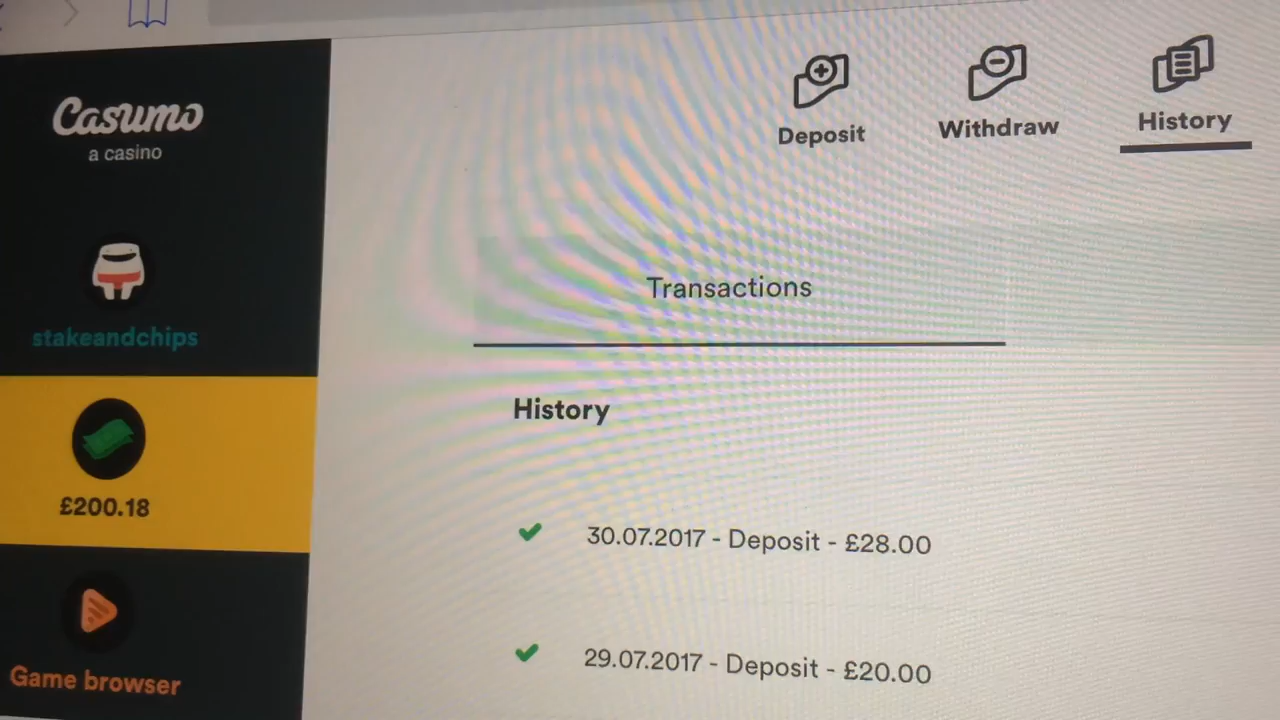 Casumo
a casino
stakeandchips
£200.18
Game browser
Deposit
Withdraw
History
Transactions
History
30.07.2017 - Deposit - £28.00
29.07.2017 - Deposit - £20.00